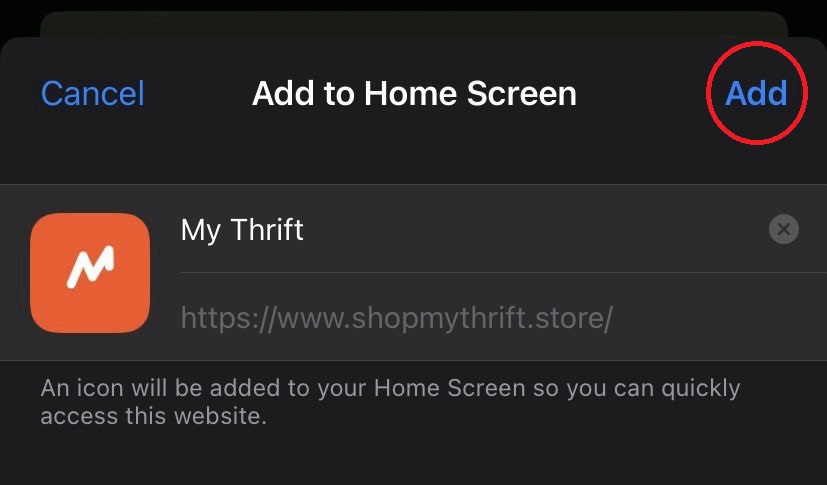 Cancel Add to Home Screen Add
My Thrift
https://www.shopmythrift.store/
An icon will be added to your Home Screen so you can quickly
access this website.